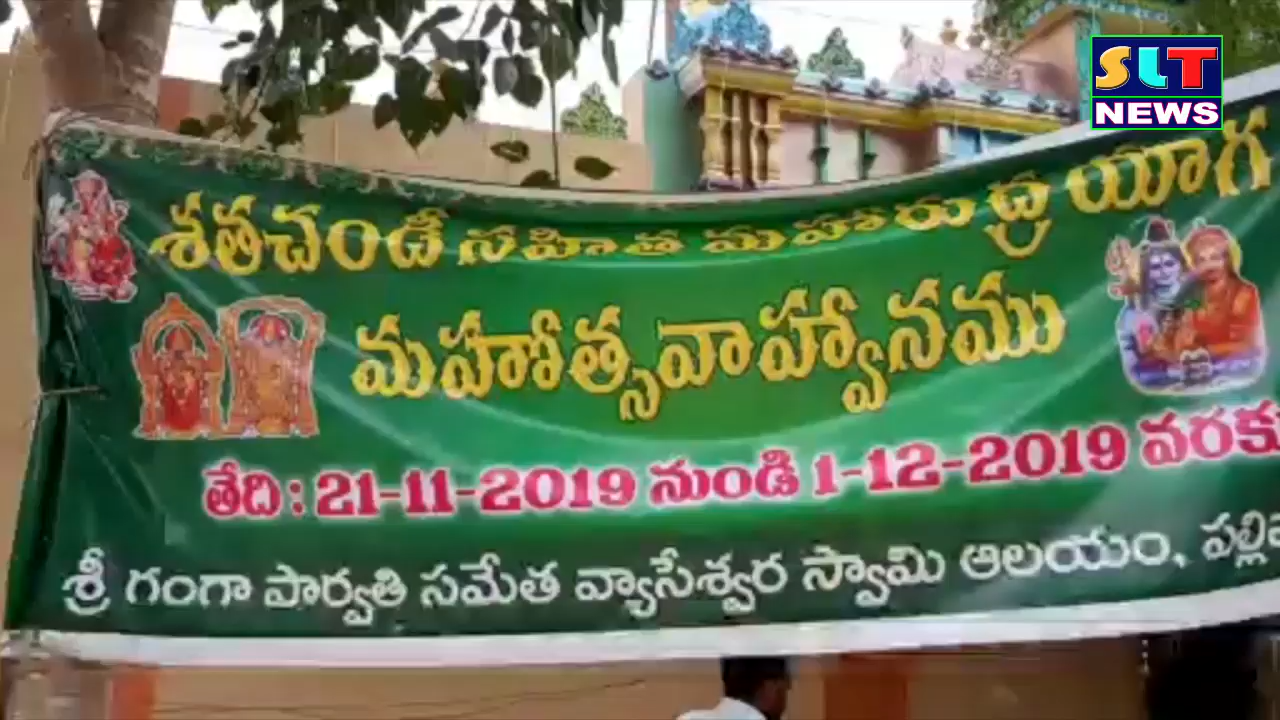 SLT
NEWS
శతచండీ సహిత మహారుద్ర యాగ
మహోత్సవాహ్వానము
తేది : 21-11-2019 నుండి 1-12-2019 వరకు
శ్రీ గంగా పార్వతి సమేత వ్యాసేశ్వర స్వామి ఆలయం,